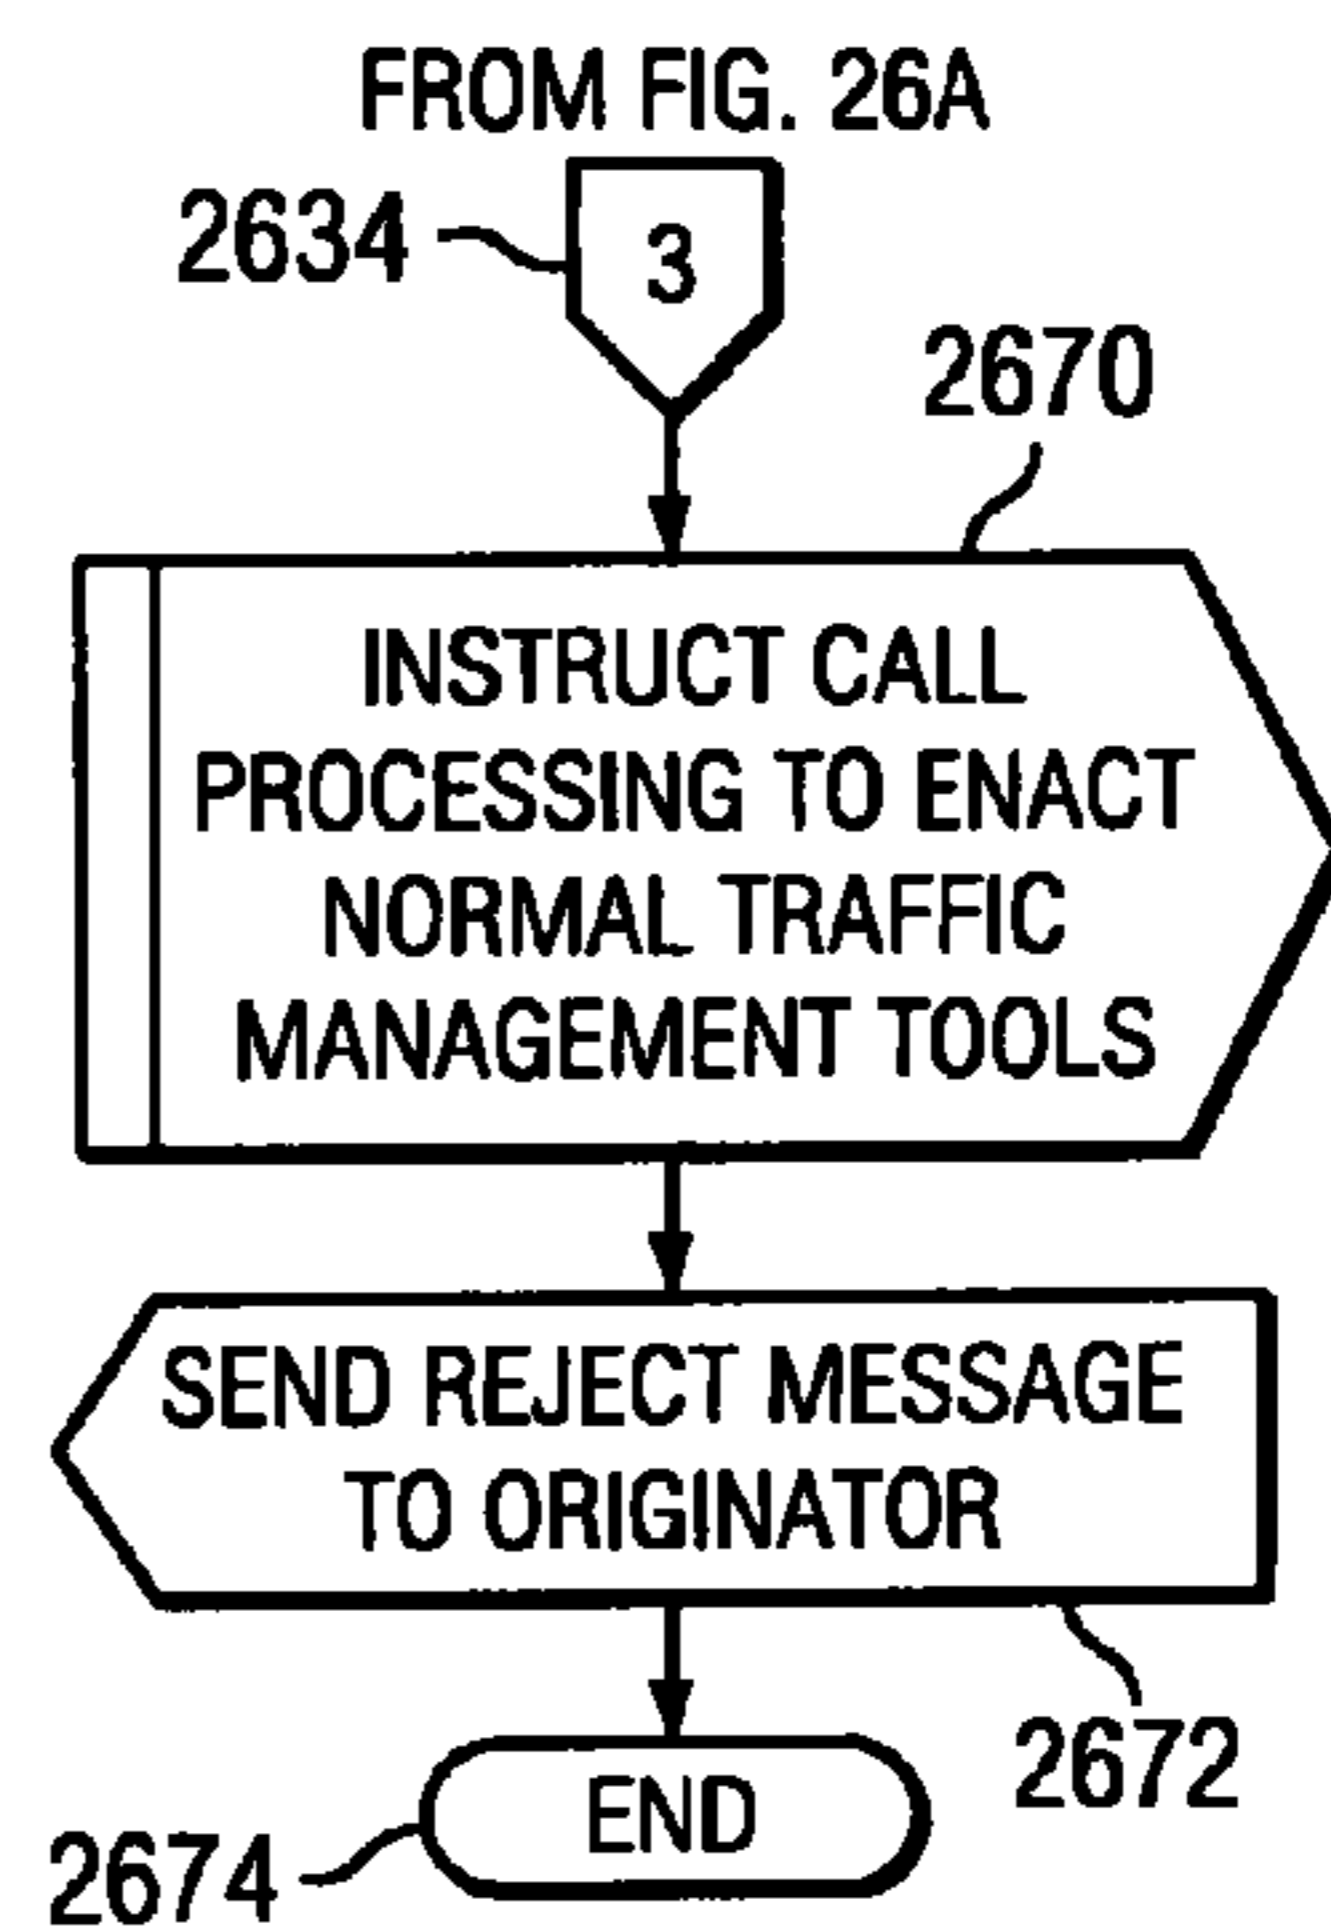 FROM FIG. 26A
2634
3
2670
INSTRUCT CALL
PROCESSING TO ENACT
NORMAL TRAFFIC
MANAGEMENT TOOLS
SEND REJECT MESSAGE
TO ORIGINATOR
2672
END
2674